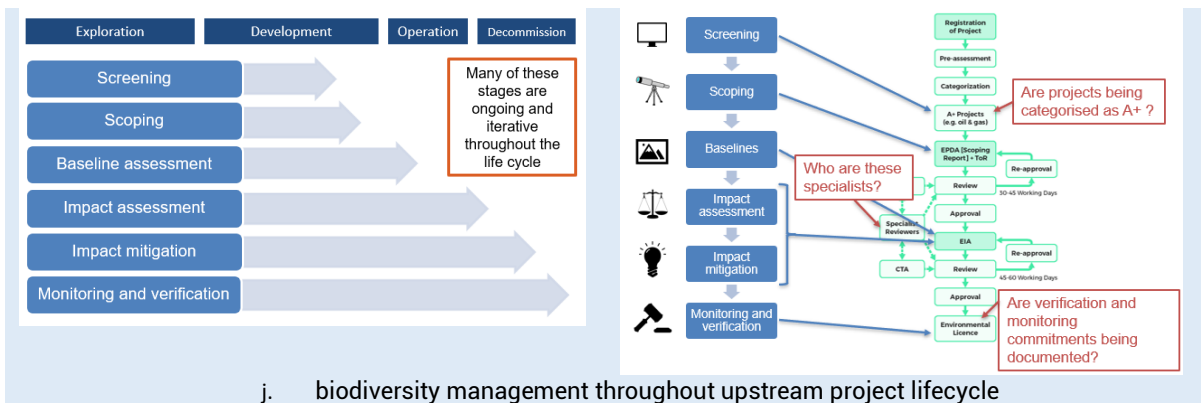 Exploration
Development
Operation
Decommission
Screening
Scoping
Baseline assessment
Impact assessment
Impact mitigation
Monitoring and verification
Many of these
stages are
ongoing and
iterative
throughout the
life cycle
Screening
Scoping
Baselines
Impact
assessment
Impact
mitigation
Monitoring and
verification
Registration
of Project
Pre-assessment
Categorization
A+ Projects
(e.g. oil & gas)
Are projects being
categorised as A+ ?
EPDA [Scoping
Report] + ToR
Re-approval
Review
Who are these
specialists?
Approval
Specialist
Reviewers
EIA
Re-approval
CTA
Review
45-60 Working Days
Approval
Environmental
Licence
Are verification and
monitoring
commitments being
documented?
j. biodiversity management throughout upstream project lifecycle